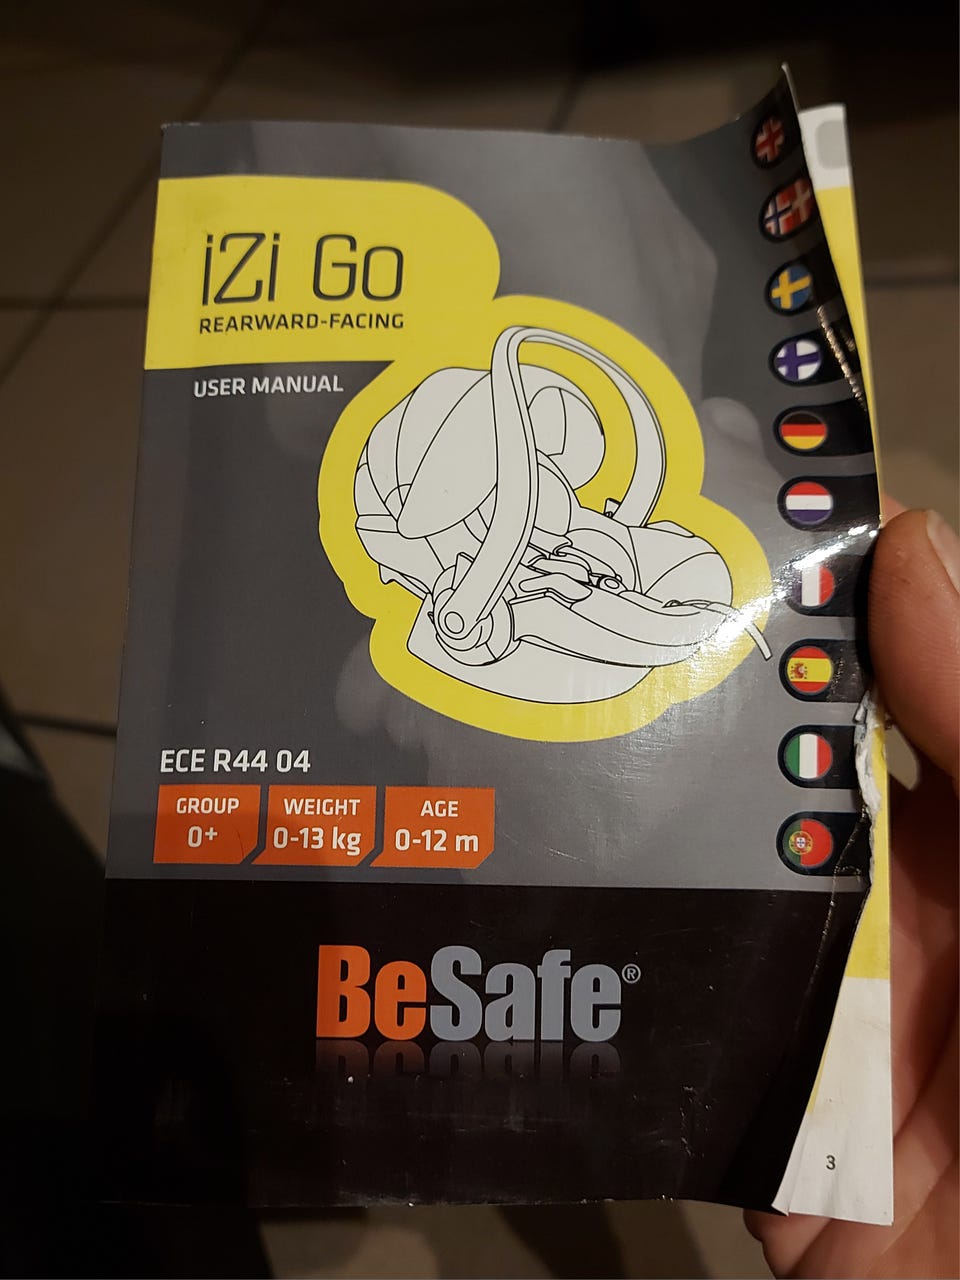 iZi Go
REARWARD-FACING
USER MANUAL
ECE R44 04
GROUP
0+
WEIGHT
0-13 kg
AGE
0-12 m
BeSafe®
3